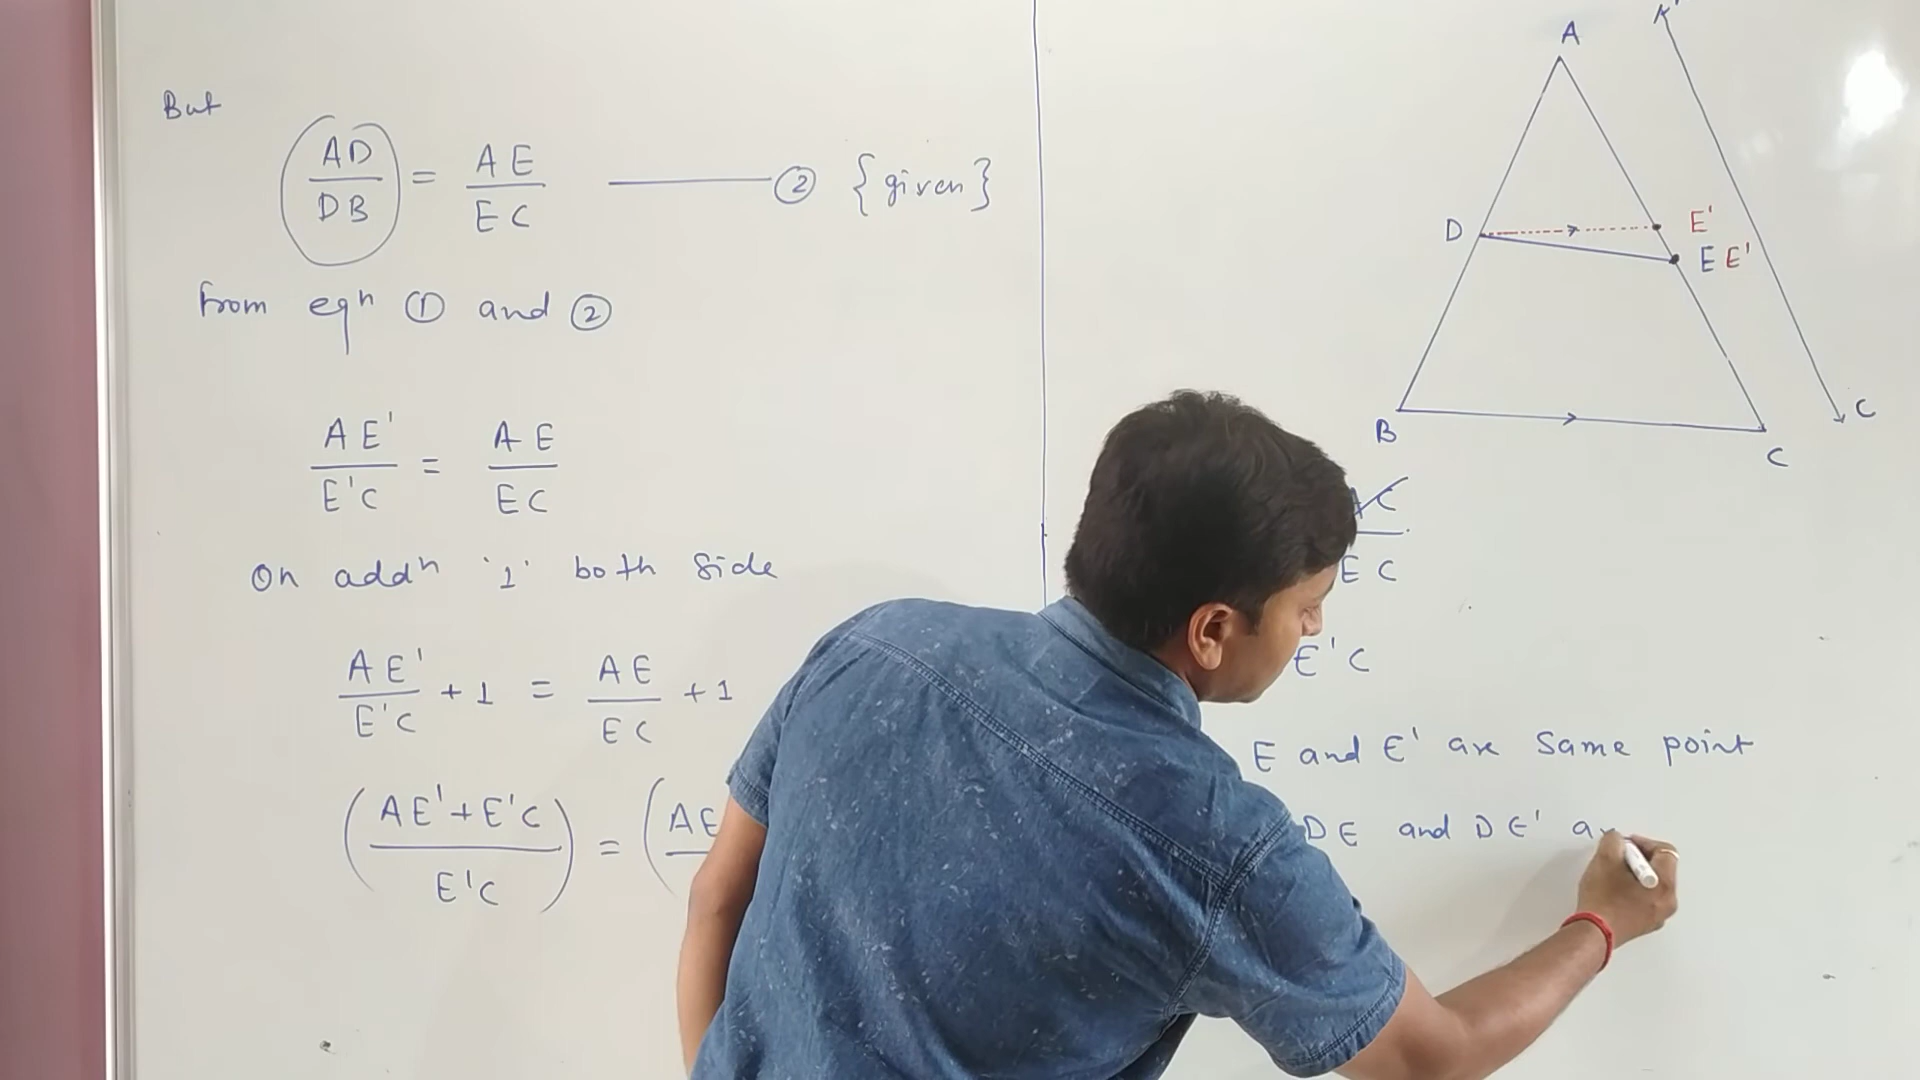 But
AD/DB = AE/EC ——— ② {given}
from eqn ① and ②
AE'/E'C = AE/EC
On addn '1' both side
AE'/E'C + 1 = AE/EC + 1
(AE'+E'C/E'C) = (AE
A
D E'
E E'
B
C
C
AC
EC
E'C
E and E' are same point
DE and DE' a